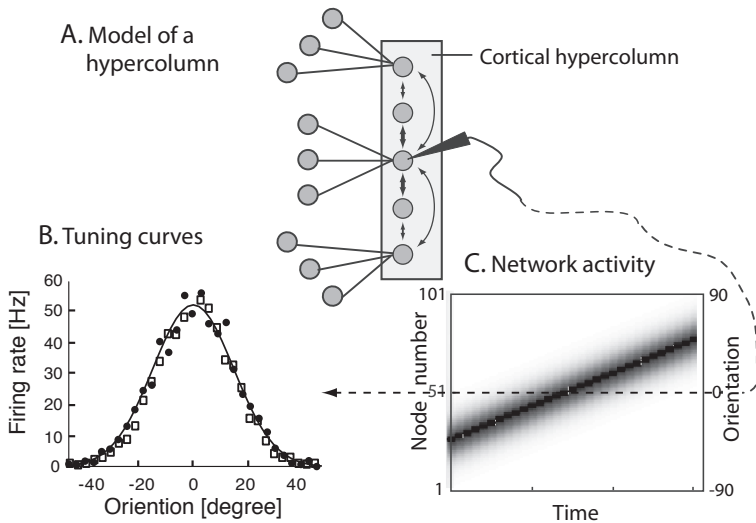 A. Model of a
hypercolumn
Cortical hypercolumn
B. Tuning curves
Firing rate [Hz]
60
50
40
30
20
10
0
-40
-20
0
20
40
Oriention [degree]
C. Network activity
Node number
101
51
1
90
0
-90
Orientation
Time